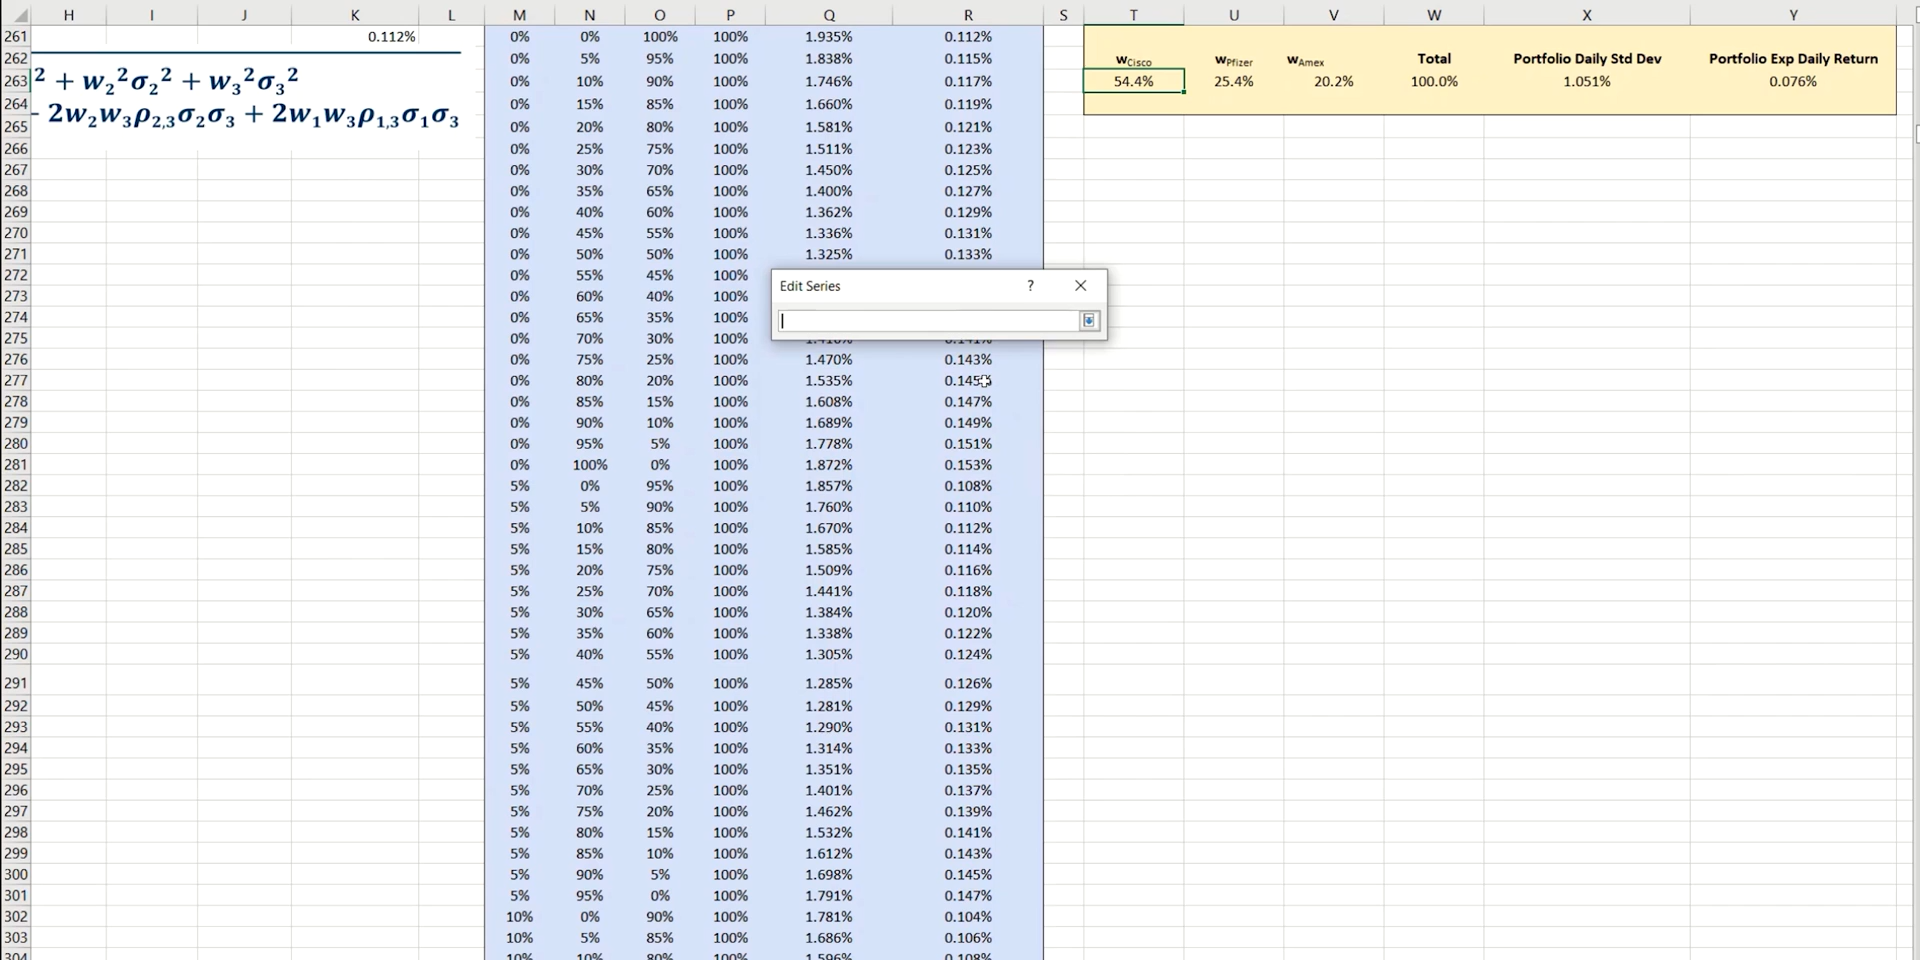 H I J K L M N O P Q R S T U V W X Y
261 0.112% 0% 0% 100% 100% 1.935% 0.112%
262 0% 5% 95% 100% 1.838% 0.115% wCisco wPfizer wAmex Total Portfolio Daily Std Dev Portfolio Exp Daily Return
263 ² + w₂²σ₂² + w₃²σ₃² 0% 10% 90% 100% 1.746% 0.117% 54.4% 25.4% 20.2% 100.0% 1.051% 0.076%
264 2w₂w₃ρ₂,₃σ₂σ₃ + 2w₁w₃ρ₁,₃σ₁σ₃ 0% 15% 85% 100% 1.660% 0.119%
265 0% 20% 80% 100% 1.581% 0.121%
266 0% 25% 75% 100% 1.511% 0.123%
267 0% 30% 70% 100% 1.450% 0.125%
268 0% 35% 65% 100% 1.400% 0.127%
269 0% 40% 60% 100% 1.362% 0.129%
270 0% 45% 55% 100% 1.336% 0.131%
271 0% 50% 50% 100% 1.325% 0.133%
272 0% 55% 45% 100%
Edit Series ?
273 0% 60% 40% 100%
274 0% 65% 35% 100%
275 0% 70% 30% 100%
276 0% 75% 25% 100% 1.470% 0.143%
277 0% 80% 20% 100% 1.535% 0.145%
278 0% 85% 15% 100% 1.608% 0.147%
279 0% 90% 10% 100% 1.689% 0.149%
280 0% 95% 5% 100% 1.778% 0.151%
281 0% 100% 0% 100% 1.872% 0.153%
282 5% 0% 95% 100% 1.857% 0.108%
283 5% 5% 90% 100% 1.760% 0.110%
284 5% 10% 85% 100% 1.670% 0.112%
285 5% 15% 80% 100% 1.585% 0.114%
286 5% 20% 75% 100% 1.509% 0.116%
287 5% 25% 70% 100% 1.441% 0.118%
288 5% 30% 65% 100% 1.384% 0.120%
289 5% 35% 60% 100% 1.338% 0.122%
290 5% 40% 55% 100% 1.305% 0.124%
291 5% 45% 50% 100% 1.285% 0.126%
292 5% 50% 45% 100% 1.281% 0.129%
293 5% 55% 40% 100% 1.290% 0.131%
294 5% 60% 35% 100% 1.314% 0.133%
295 5% 65% 30% 100% 1.351% 0.135%
296 5% 70% 25% 100% 1.401% 0.137%
297 5% 75% 20% 100% 1.462% 0.139%
298 5% 80% 15% 100% 1.532% 0.141%
299 5% 85% 10% 100% 1.612% 0.143%
300 5% 90% 5% 100% 1.698% 0.145%
301 5% 95% 0% 100% 1.791% 0.147%
302 10% 0% 90% 100% 1.781% 0.104%
303 10% 5% 85% 100% 1.686% 0.106%
304 10% 10% 80% 100% 1.596% 0.108%